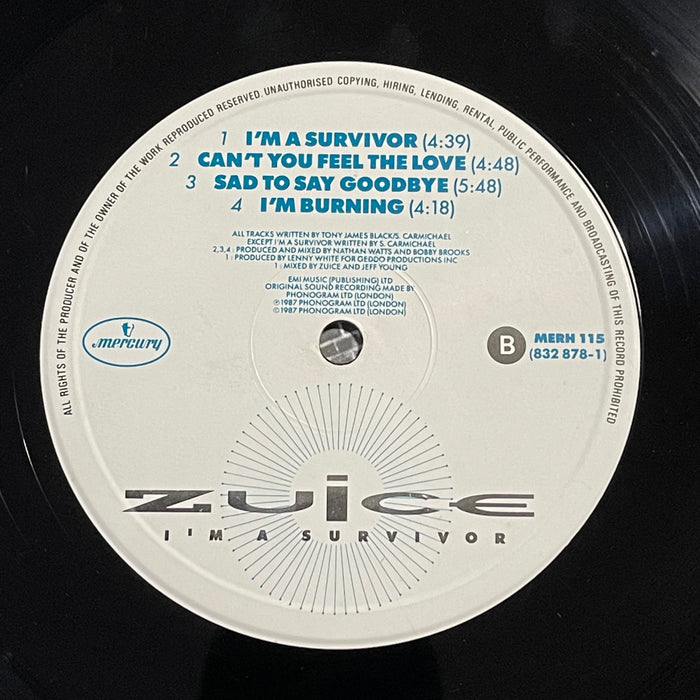 ALL RIGHTS OF THE PRODUCER AND OF THE OWNER OF THE WORK REPRODUCED RESERVED. UNAUTHORISED COPYING, HIRING, LENDING, RENTAL, PUBLIC PERFORMANCE AND BROADCASTING OF THIS RECORD PROHIBITED
1 I'M A SURVIVOR (4:39)
2 CAN'T YOU FEEL THE LOVE (4:48)
3 SAD TO SAY GOODBYE (5:48)
4 I'M BURNING (4:18)
ALL TRACKS WRITTEN BY TONY JAMES BLACK/S. CARMICHAEL
EXCEPT I'M A SURVIVOR WRITTEN BY S. CARMICHAEL
2,3,4 : PRODUCED AND MIXED BY NATHAN WATTS AND BOBBY BROOKS
1 : PRODUCED BY LENNY WHITE FOR GEDDO PRODUCTIONS INC
1 : MIXED BY ZUICE AND JEFF YOUNG
EMI MUSIC (PUBLISHING) LTD
ORIGINAL SOUND RECORDING MADE BY
PHONOGRAM LTD (LONDON)
℗ 1987 PHONOGRAM LTD (LONDON)
© 1987 PHONOGRAM LTD (LONDON)
mercury
B
MERH 115
(832 878-1)
ZUICE
I'M A SURVIVOR